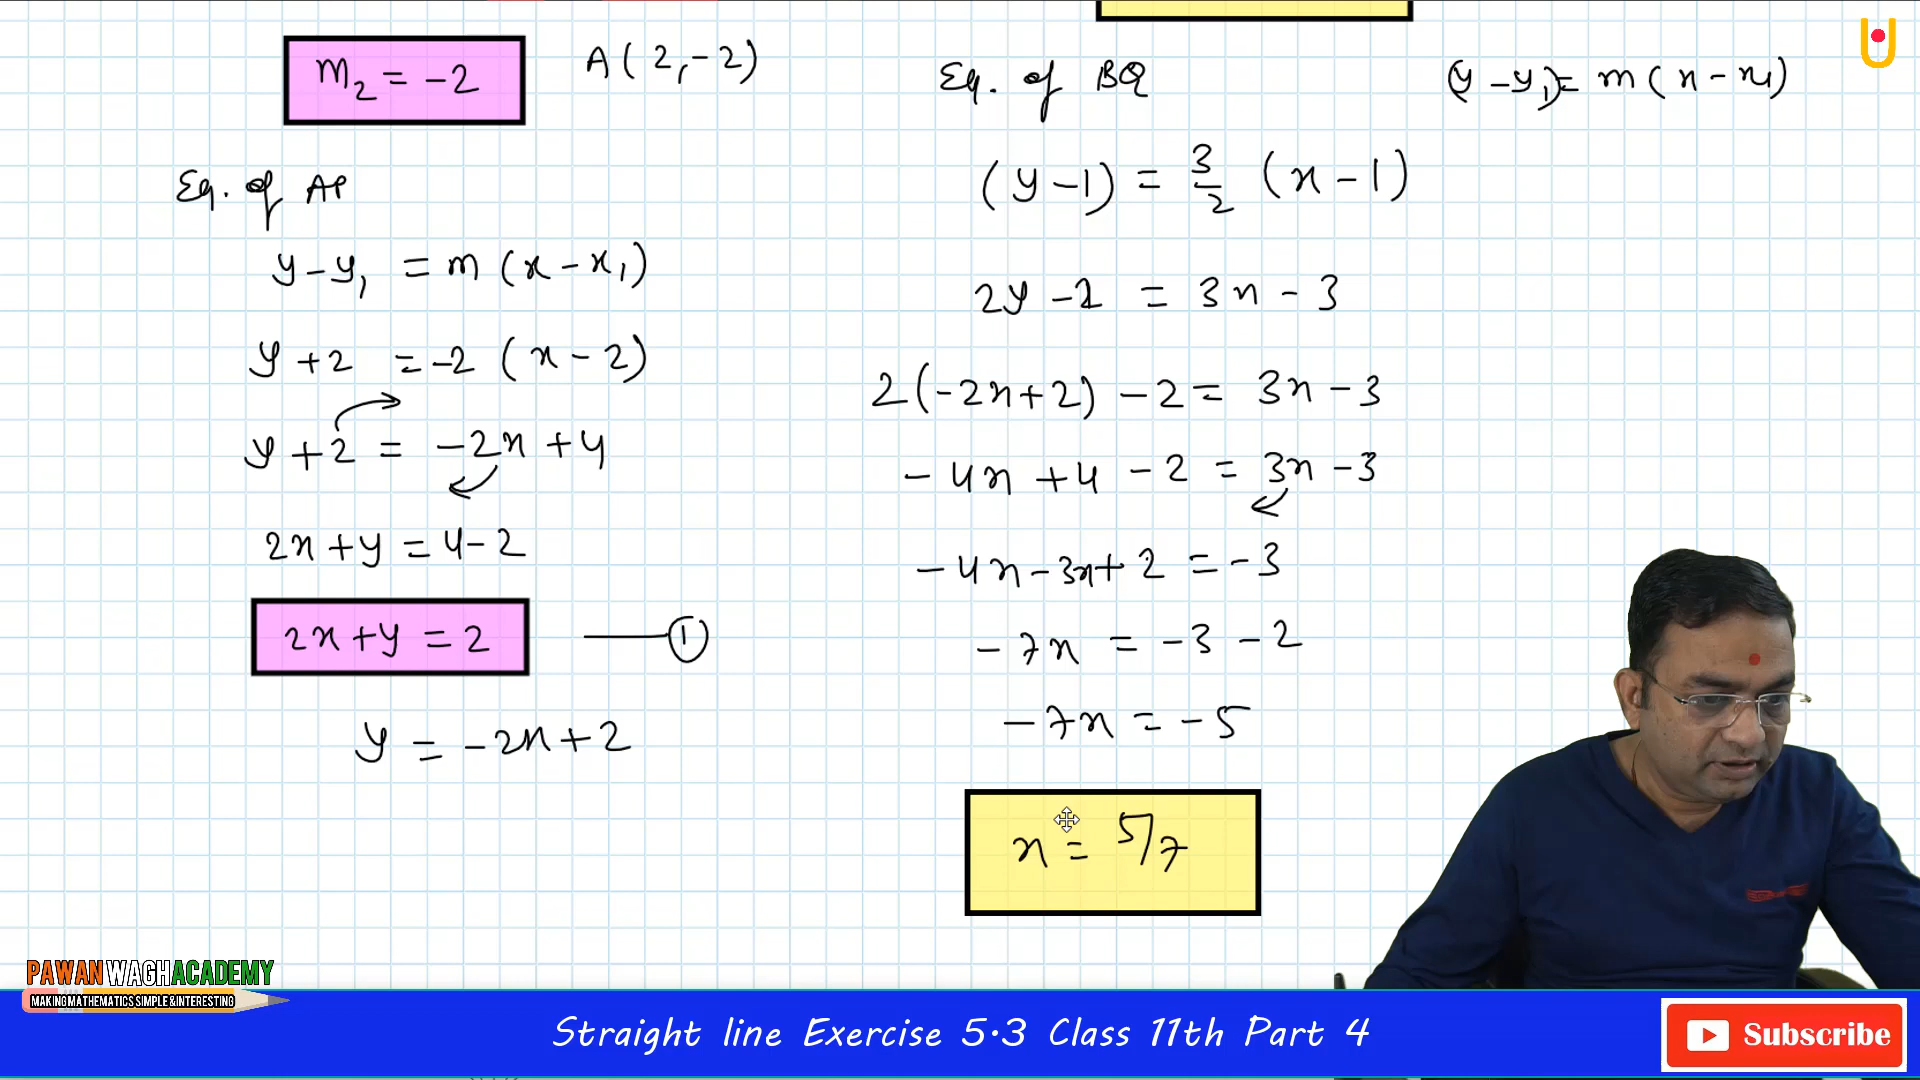 m₂ = -2
A(2,-2)
Eq. of AP
y-y₁ = m(x-x₁)
y+2 = -2(x-2)
y+2 = -2x+4
2x+y = 4-2
2x+y = 2 —①
y = -2x+2
Eq. of BQ
(y-y₁) = m(x-x₁)
(y-1) = 3/2 (x-1)
2y-2 = 3x-3
2(-2x+2)-2 = 3x-3
-4x+4-2 = 3x-3
-4x-3x+2 = -3
-7x = -3-2
-7x = -5
x = 5/7
PAWAN WAGH ACADEMY
MAKING MATHEMATICS SIMPLE & INTERESTING
Straight line Exercise 5.3 Class 11th Part 4
Subscribe